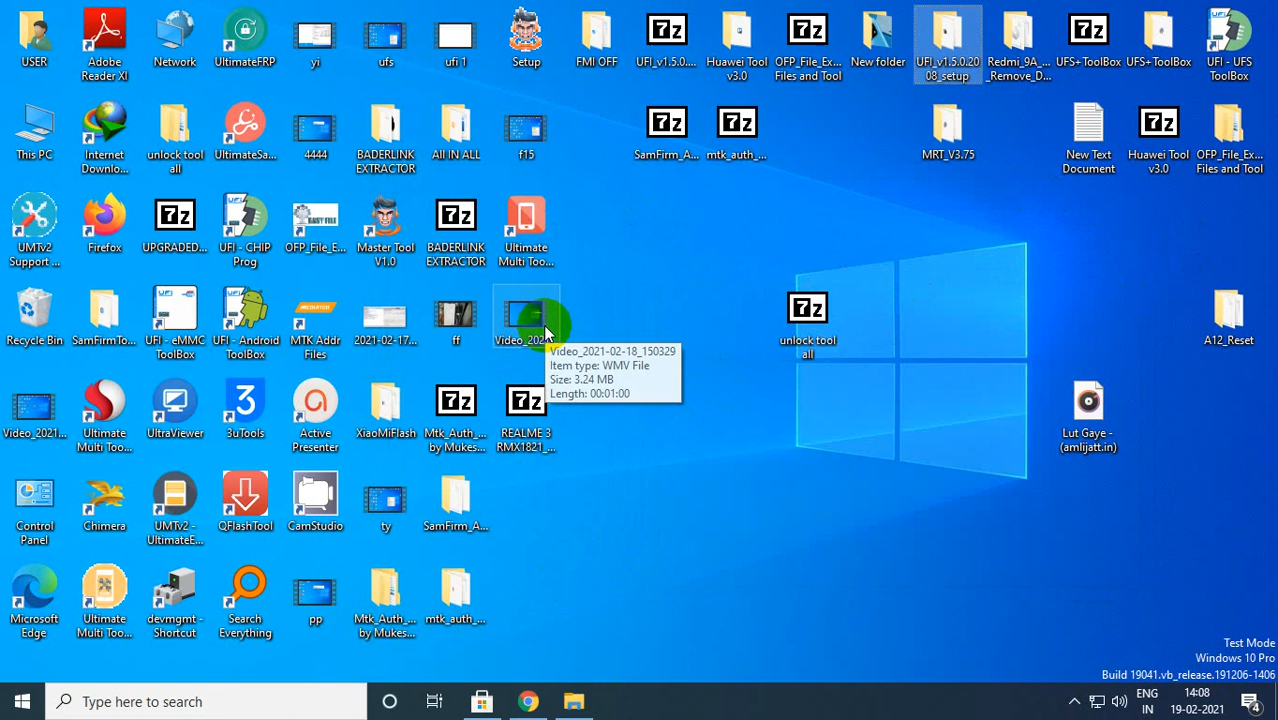 USER
Adobe
Reader XI
Network
UltimateFRP
yi
ufs
ufi 1
Setup
FMI OFF
UFI_v1.5.0....
Huawei Tool
v3.0
OFP_File_Ex...
Files and Tool
New folder
UFI_v1.5.0.20
08_setup
Redmi_9A_...
_Remove_D...
UFS+ToolBox
UFS+ToolBox
UFI - UFS
ToolBox
This PC
Internet
Downlo...
unlock tool
all
UltimateSa...
4444
BADERLINK
EXTRACTOR
All IN ALL
f15
SamFirm_A...
mtk_auth_...
MRT_V3.75
New Text
Document
Huawei Tool
v3.0
OFP_File_Ex...
Files and Tool
UMTv2
Support ...
Firefox
UPGRADED...
UFI - CHIP
Prog
OFP_File_E...
Master Tool
V1.0
BADERLINK
EXTRACTOR
Ultimate
Multi Too...
Recycle Bin
SamFirmTo...
UFI - eMMC
ToolBox
UFI - Android
ToolBox
MTK Addr
Files
2021-02-17...
ff
Video_202
unlock tool
all
A12_Reset
Video_2021-02-18_150329
Item type: WMV File
Size: 3.24 MB
Length: 00:01:00
Video_2021...
Ultimate
Multi Too...
UltraViewer
3uTools
Active
Presenter
XiaoMiFlash
Mtk_Auth_...
by Mukes...
REALME 3
RMX1821_...
Lut Gaye -
(amlijatt.in)
Control
Panel
Chimera
UMTv2 -
UltimateE...
QFlashTool
CamStudio
ty
SamFirm_A...
Microsoft
Edge
Ultimate
Multi Too...
devmgmt -
Shortcut
Search
Everything
pp
Mtk_Auth_...
by Mukes...
mtk_auth_...
Test Mode
Windows 10 Pro
Build 19041.vb_release.191206-1406
Type here to search
ENG
IN
14:08
19-02-2021
4